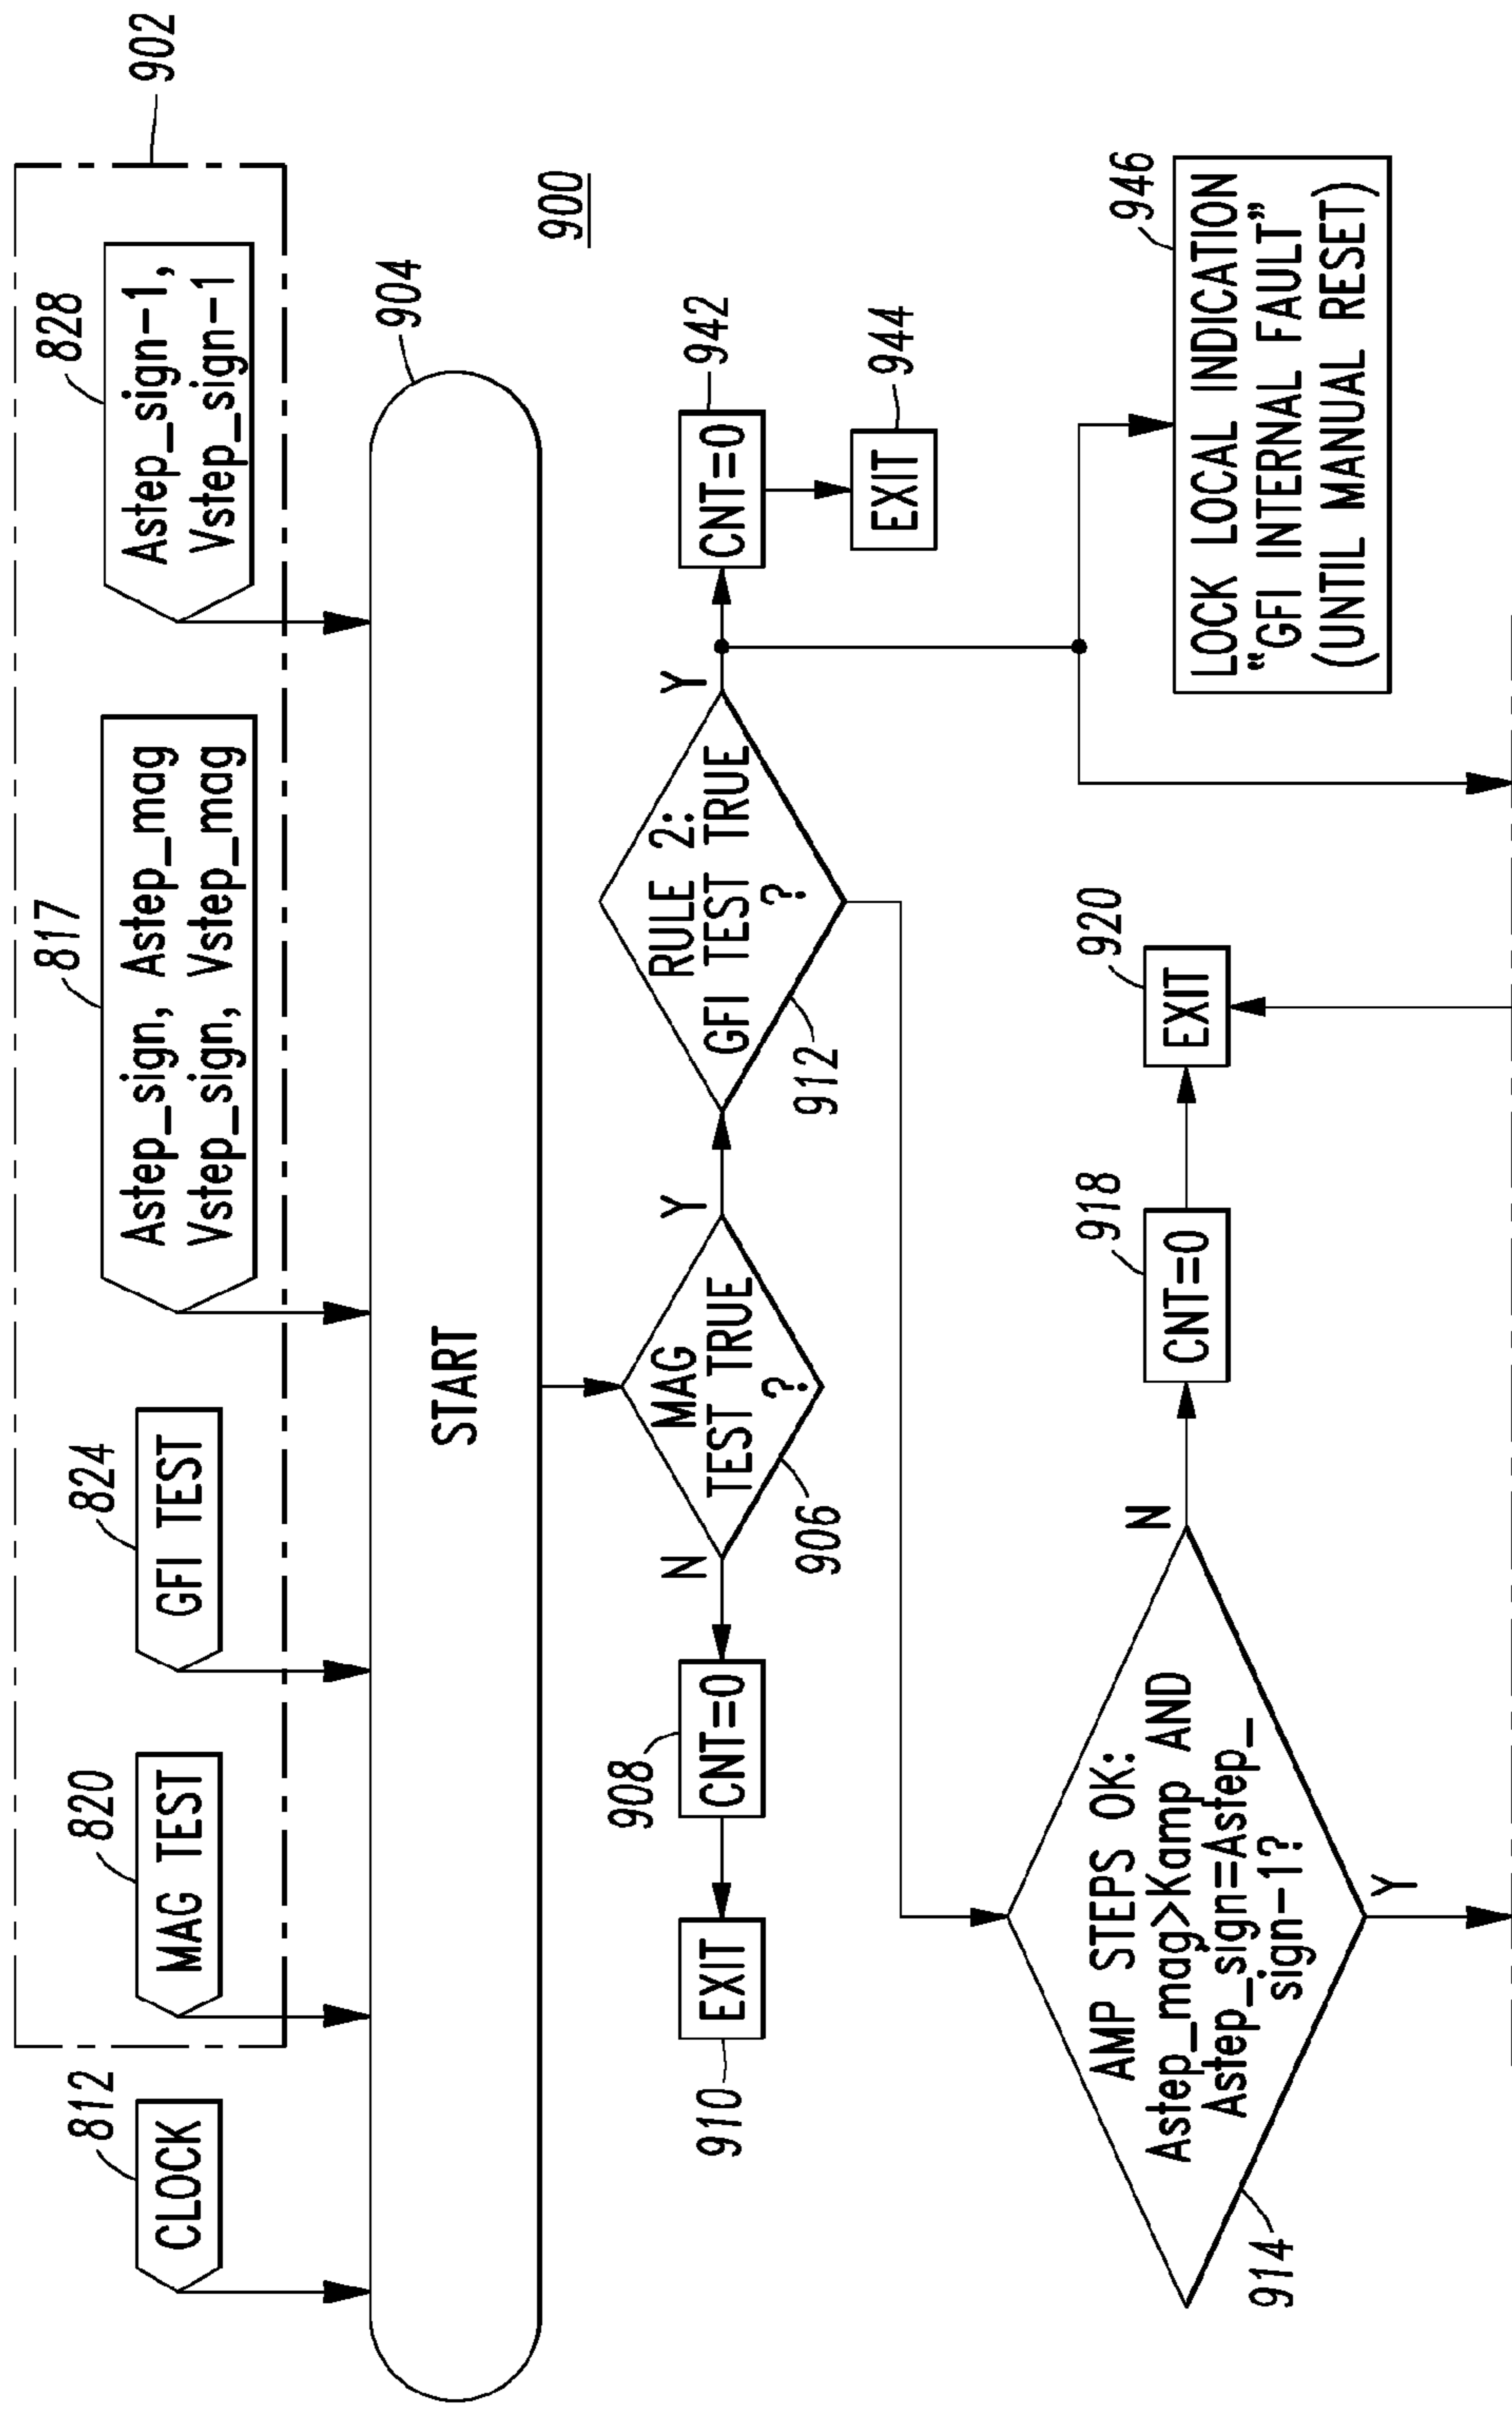 902
812
820
824
817
828
CLOCK
MAG TEST
GFI TEST
Astep_sign, Astep_mag
Vstep_sign, Vstep_mag
Astep_sign-1,
Vstep_sign-1
904
START
900
910
EXIT
908
CNT=0
N
MAG
TEST TRUE
?
906
Y
RULE 2:
GFI TEST TRUE
?
912
Y
CNT=0
942
EXIT
944
914
AMP STEPS OK:
Astep_mag>Kamp AND
Astep_sign=Astep_
sign-1?
Y
N
918
CNT=0
920
EXIT
946
LOCK LOCAL INDICATION
“GFI INTERNAL FAULT”
(UNTIL MANUAL RESET)